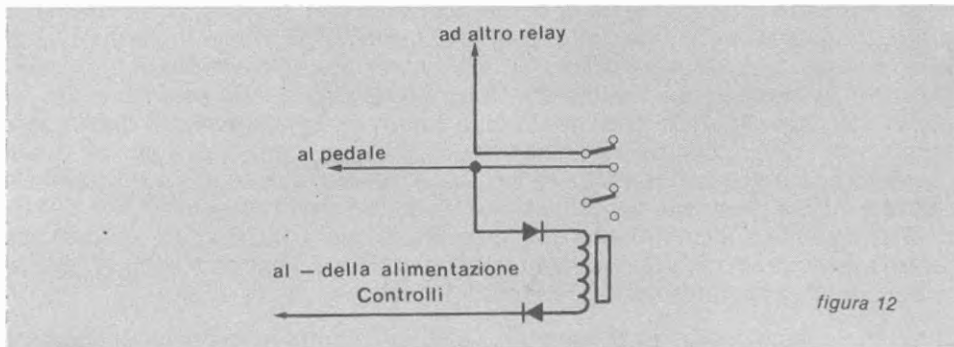 ad altro relay
al pedale
al – della alimentazione
Controlli
figura 12